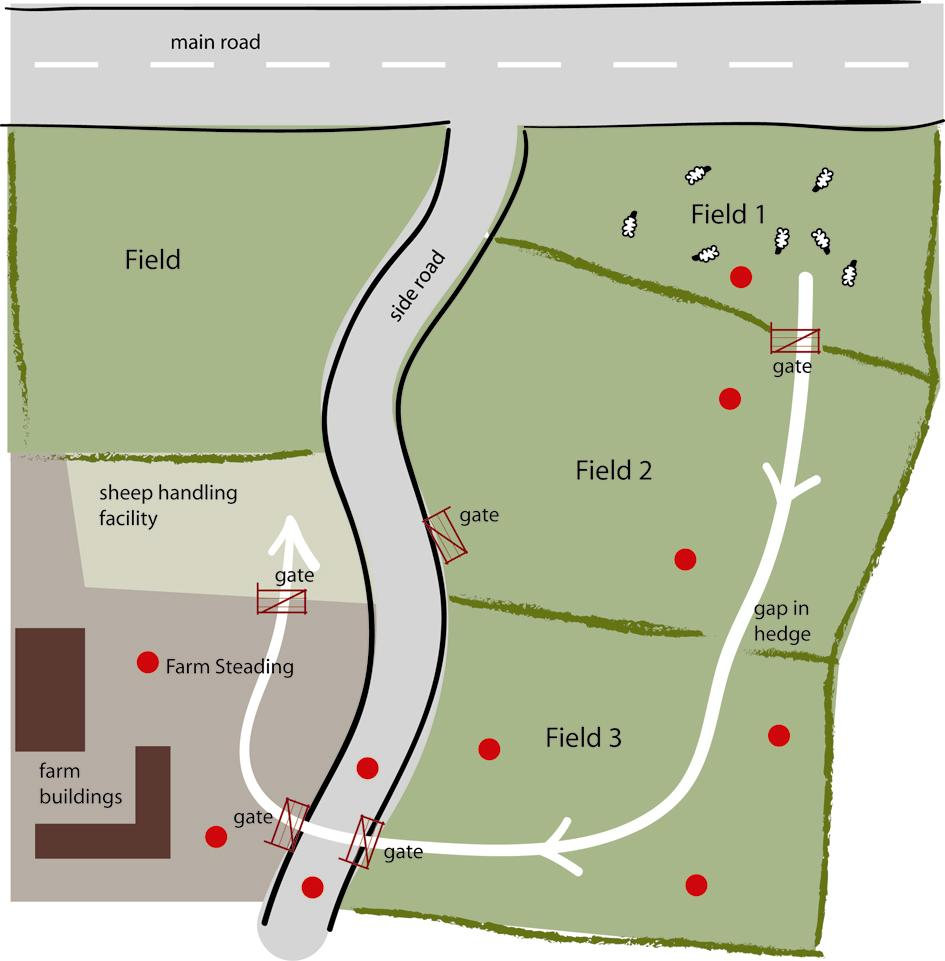 main road
Field 1
Field
side road
gate
Field 2
sheep handling
facility
gate
gate
gap in
hedge
Farm Steading
Field 3
farm
buildings
gate
gate